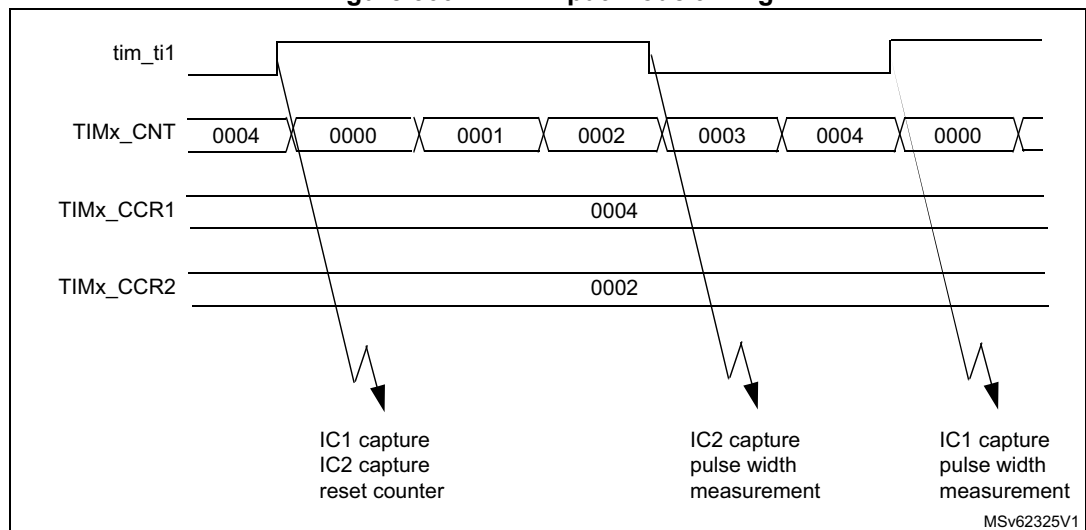 tim_ti1
TIMx_CNT 0004 0000 0001 0002 0003 0004 0000
TIMx_CCR1 0004
TIMx_CCR2 0002
IC1 capture
IC2 capture
reset counter
IC2 capture
pulse width
measurement
IC1 capture
pulse width
measurement
MSv62325V1